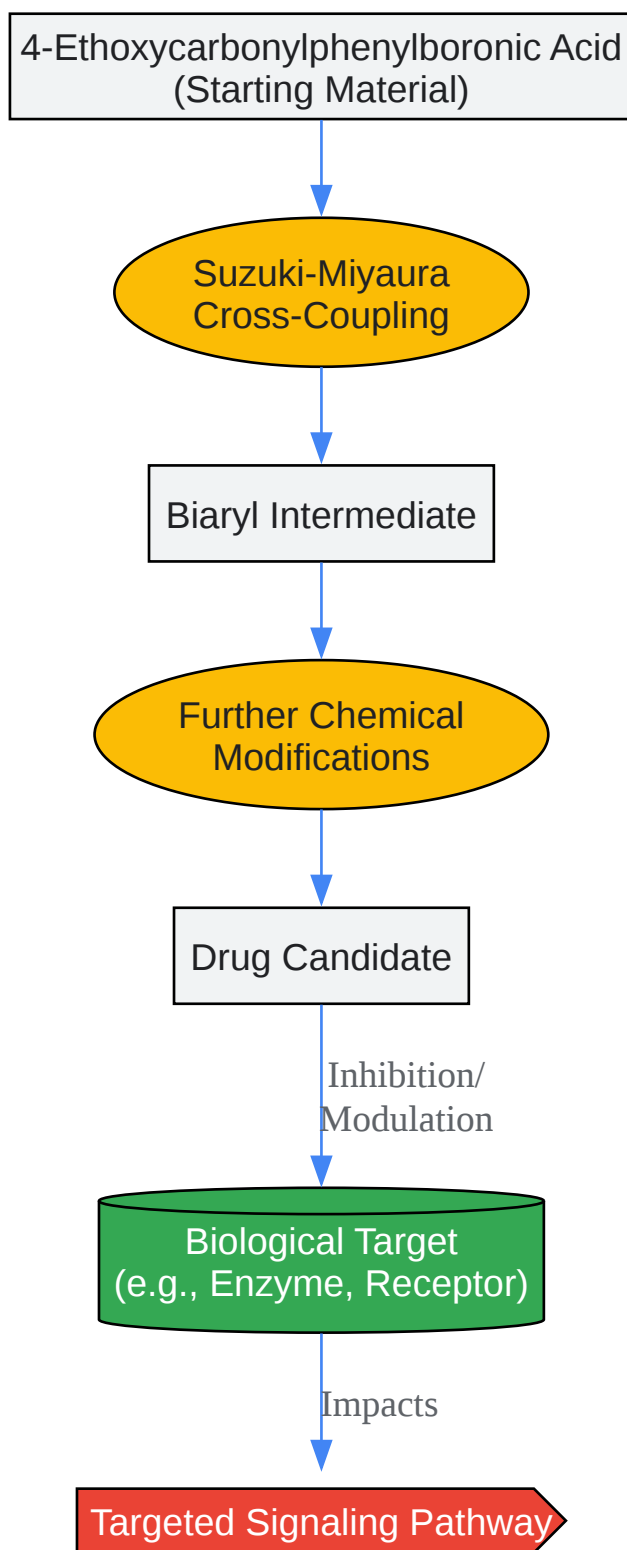 4-Ethoxycarbonylphenylboronic Acid
(Starting Material)
Suzuki-Miyaura
Cross-Coupling
Biaryl Intermediate
Further Chemical
Modifications
Drug Candidate
Inhibition/
Modulation
Biological Target
(e.g., Enzyme, Receptor)
Impacts
Targeted Signaling Pathway